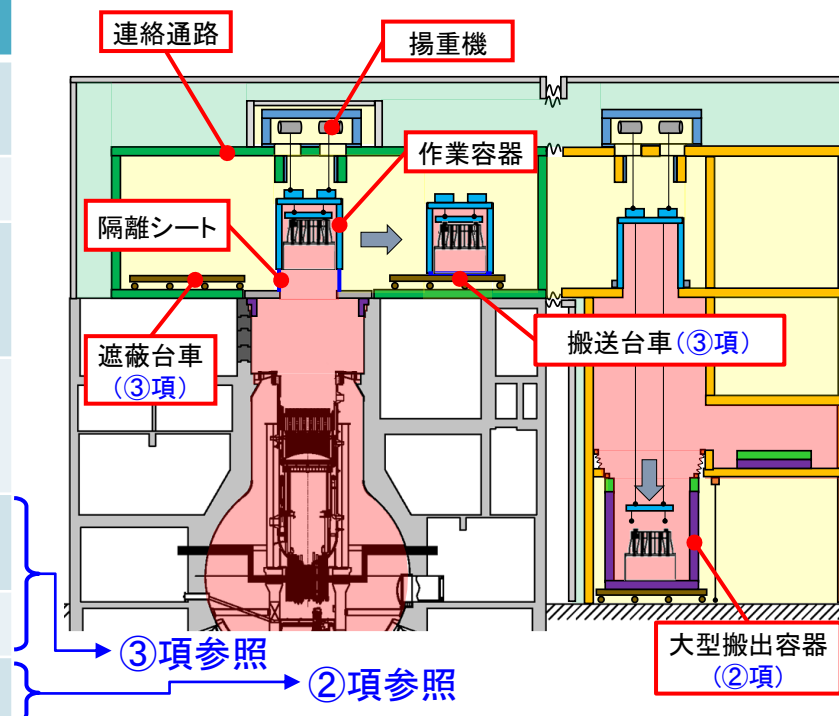 連絡通路
揚重機
作業容器
隔離シート
遮蔽台車
(③項)
搬送台車(③項)
大型搬出容器
(②項)
③項参照
②項参照